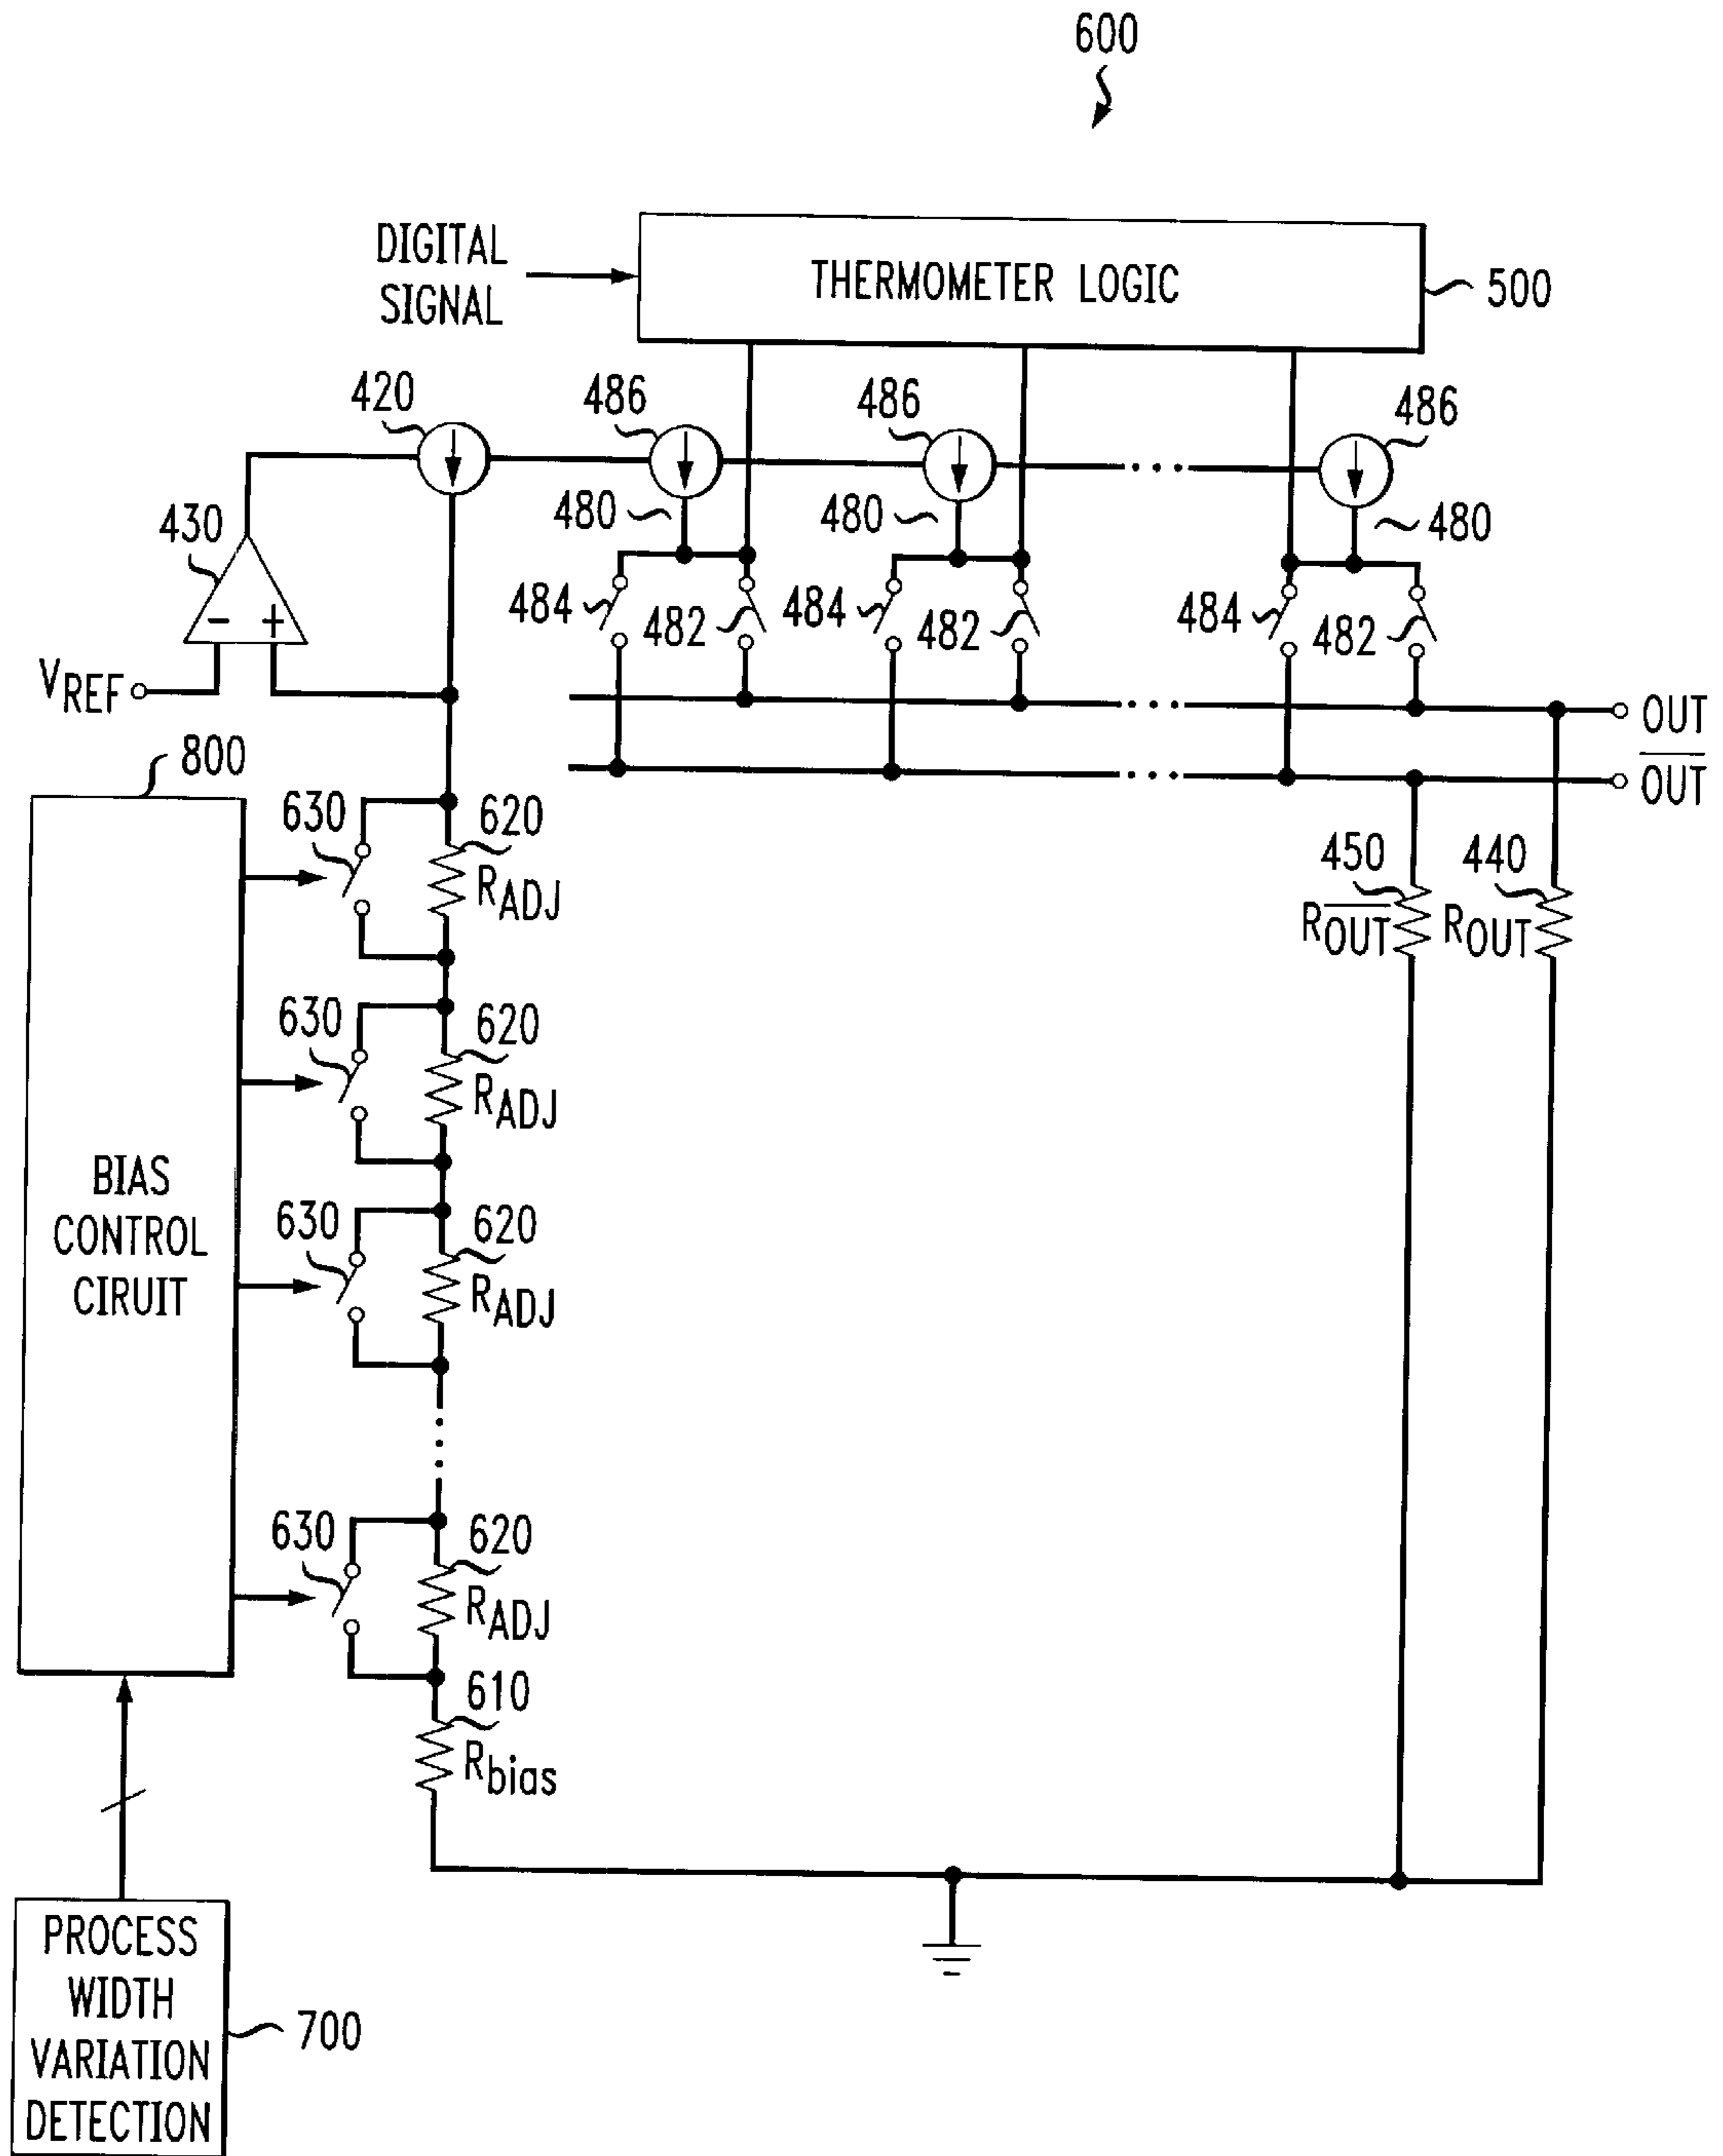 600
DIGITAL
SIGNAL
THERMOMETER LOGIC
500
420
486
486
486
430
480
480
480
484
482
484
482
484
482
- +
VREF
OUT
OUT
800
630
620
RADJ
450
440
ROUT
ROUT
630
620
RADJ
BIAS
CONTROL
CIRUIT
630
620
RADJ
630
620
RADJ
610
Rbias
PROCESS
WIDTH
VARIATION
DETECTION
700